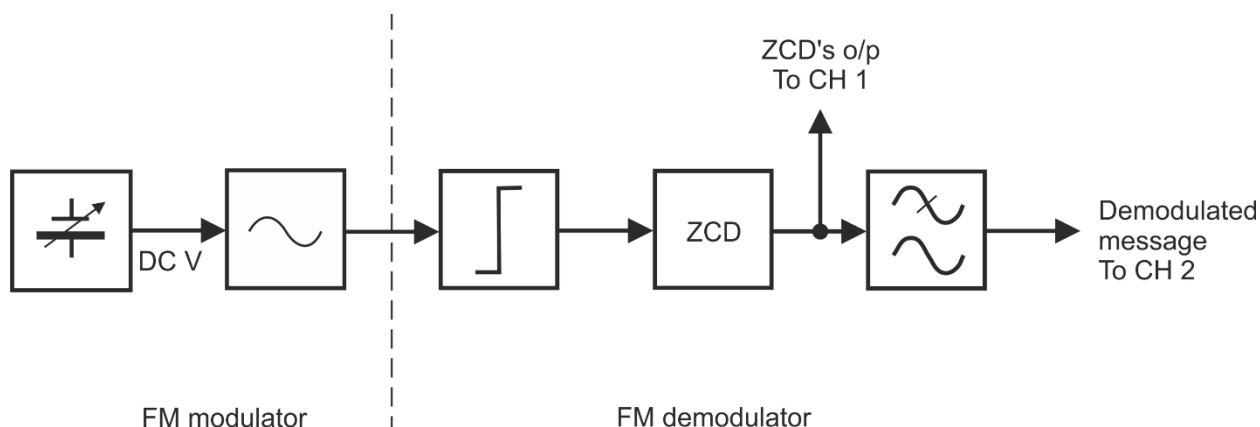 ZCD's o/p
To CH 1
DC V
ZCD
Demodulated
message
To CH 2
FM modulator
FM demodulator